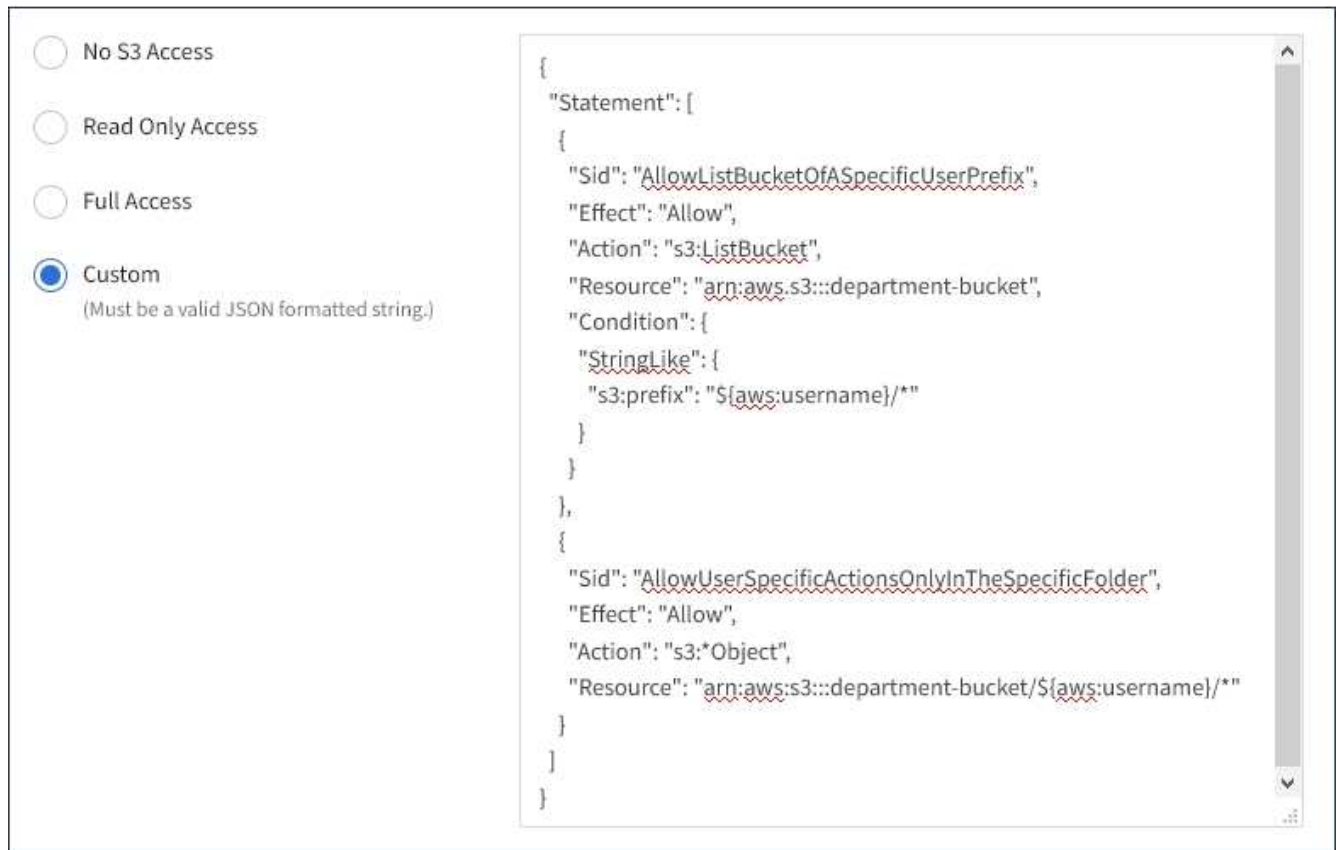 No S3 Access
Read Only Access
Full Access
Custom
(Must be a valid JSON formatted string.)
{
"Statement": [
{
"Sid": "AllowListBucketOfASpecificUserPrefix",
"Effect": "Allow",
"Action": "s3:ListBucket",
"Resource": "arn:aws.s3:::department-bucket",
"Condition": {
"StringLike": {
"s3:prefix": "${aws:username}/*"
}
}
},
{
"Sid": "AllowUserSpecificActionsOnlyInTheSpecificFolder",
"Effect": "Allow",
"Action": "s3:*Object",
"Resource": "arn:aws:s3:::department-bucket/${aws:username}/*"
}
]
}